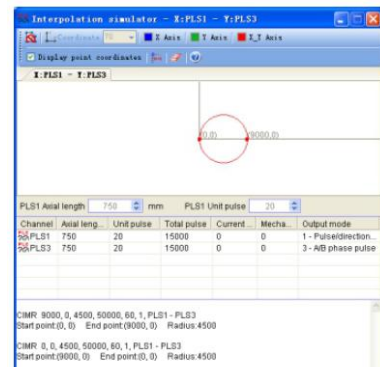 Interpolation simulator - X:PLS1 - Y:PLS3
Coordinate 70 X Axis Y Axis X_Y Axis
Display point coordinates
X:PLS1 - Y:PLS3
(0,0) (9000,0)
PLS1 Axial length 750 mm PLS1 Unit pulse 20
Channel Axial leng... Unit pulse Total pulse Current ... Mecha... Output mode
PLS1 750 20 15000 0 0 1 - Pulse/direction...
PLS3 750 20 15000 0 0 3 - A/B phase pulse
CIMR 9000, 0, 4500, 50000, 60, 1, PLS1 - PLS3
Start point:(0, 0) End point:(9000, 0) Radius:4500
CIMR 0, 0, 4500, 50000, 60, 1, PLS1 - PLS3
Start point:(9000, 0) End point:(0, 0) Radius:4500